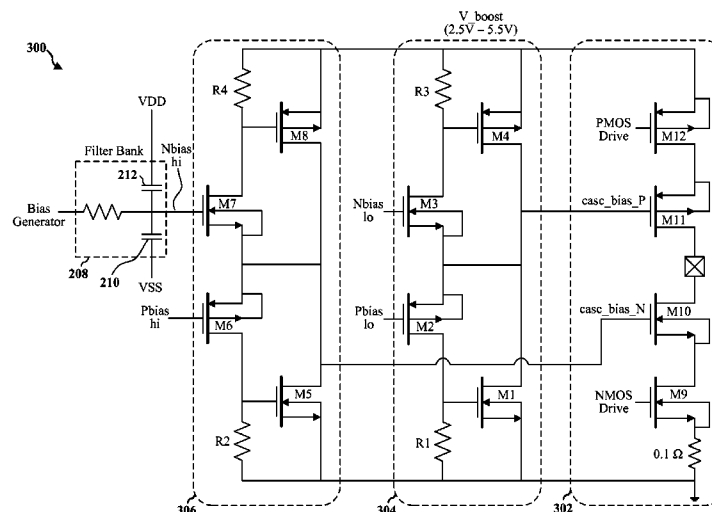 300
V_boost
(2.5V – 5.5V)
R4
R3
VDD
M8
M4
PMOS
Drive
M12
Filter Bank
212
Nbias
hi
Bias
Generator
M7
Nbias
lo
M3
casc_bias_P
M11
208
210
VSS
Pbias
hi
M6
Pbias
lo
M2
casc_bias_N
M10
M5
M1
NMOS
Drive
M9
R2
R1
0.1 Ω
306
304
302